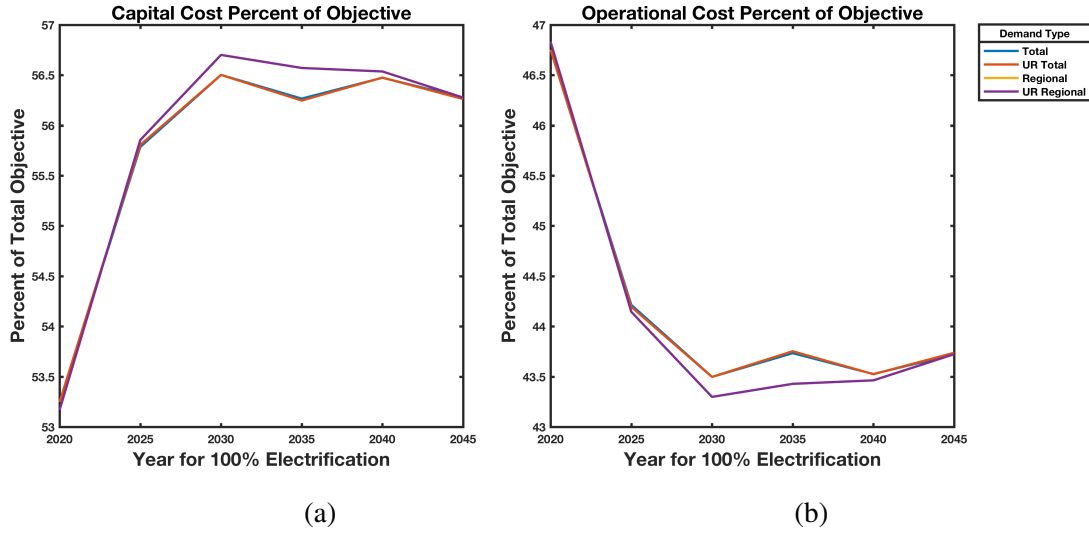 Capital Cost Percent of Objective
57
56.5
56
55.5
55
54.5
54
53.5
53
Percent of Total Objective
2020 2025 2030 2035 2040 2045
Year for 100% Electrification
(a)
Operational Cost Percent of Objective
47
46.5
46
45.5
45
44.5
44
43.5
43
Percent of Total Objective
2020 2025 2030 2035 2040 2045
Year for 100% Electrification
(b)
Demand Type
Total
UR Total
Regional
UR Regional